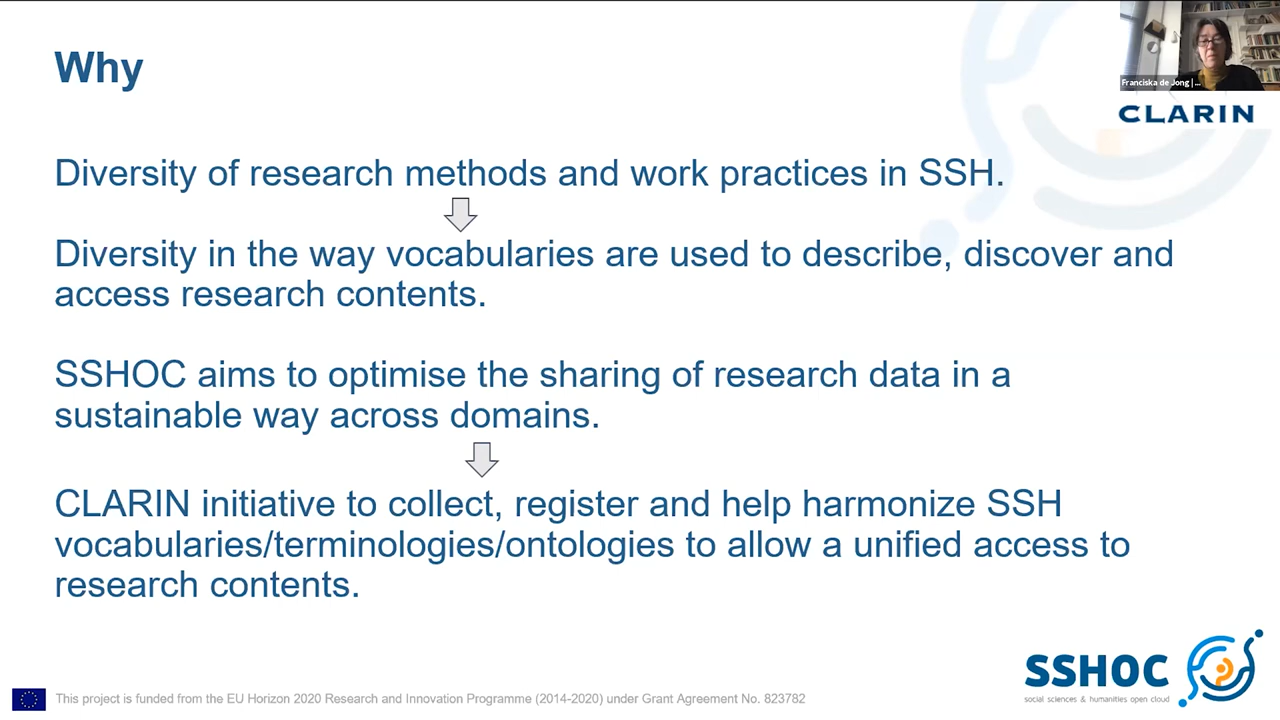 Why
Franciska de Jong | ...
CLARIN
Diversity of research methods and work practices in SSH.
Diversity in the way vocabularies are used to describe, discover and
access research contents.
SSHOC aims to optimise the sharing of research data in a
sustainable way across domains.
CLARIN initiative to collect, register and help harmonize SSH
vocabularies/terminologies/ontologies to allow a unified access to
research contents.
SSHOC
social sciences & humanities open cloud
This project is funded from the EU Horizon 2020 Research and Innovation Programme (2014-2020) under Grant Agreement No. 823782